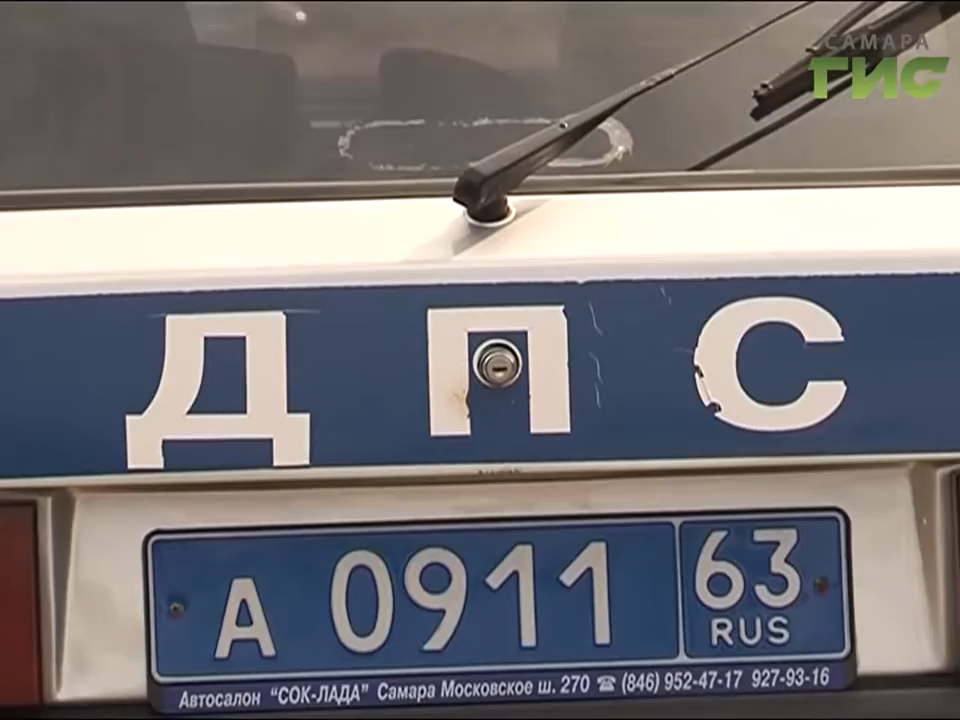 САМАРА
ГИС
ДПС
А 0911 63
RUS
Автосалон "СОК-ЛАДА" Самара Московское ш. 270 ☎ (846) 952-47-17 927-93-16